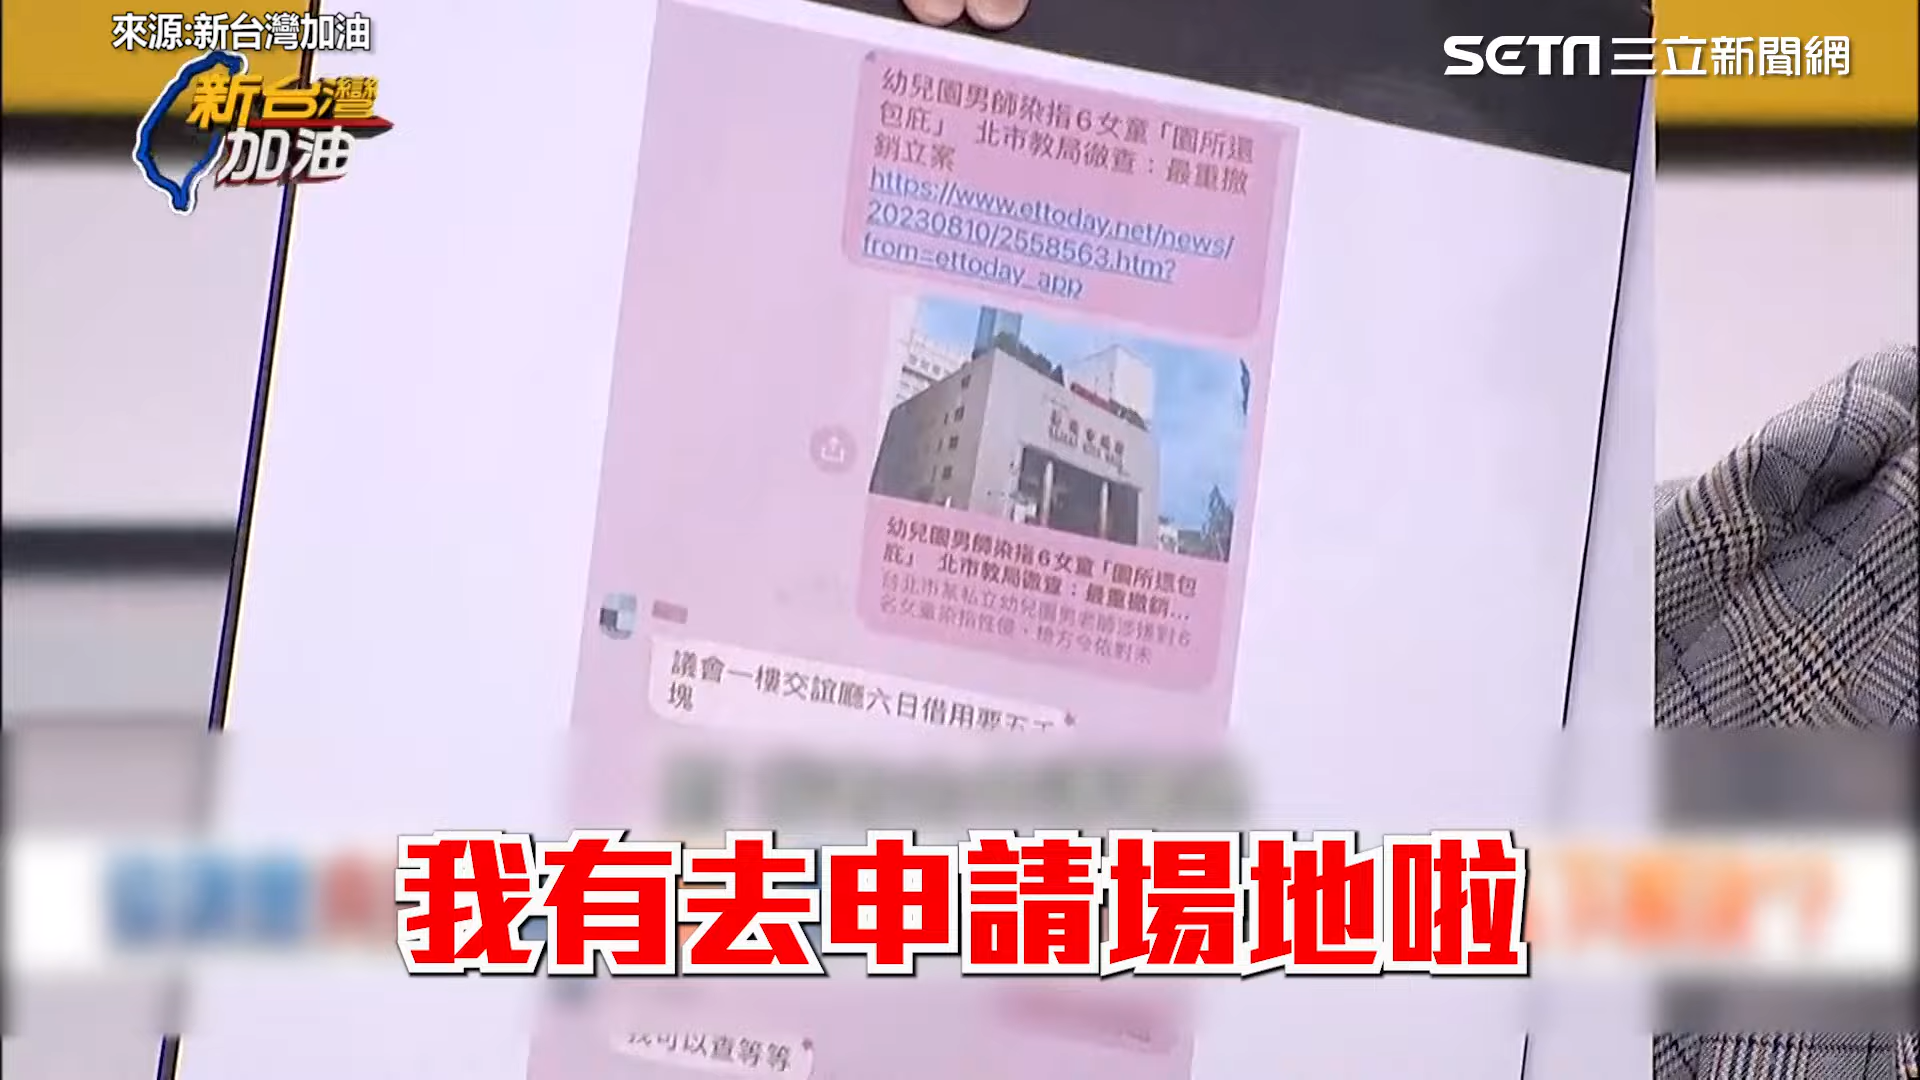 來源:新台灣加油
新台灣
加油
SETN三立新聞網
幼兒園男師染指6女童「園所還
包庇」 北市教局徹查：最重撤
銷立案
https://www.ettoday.net/news/
20230810/2558563.htm?
from=ettoday_app
幼兒園男師染指6女童「園所還包
庇」 北市教局徹查：最重撤銷...
台北市某私立幼兒園男老師涉嫌對6
名女童染指性侵，檢方今依對未
議會一樓交誼廳六日借用要五
塊
我有去申請場地啦
我可以查等等